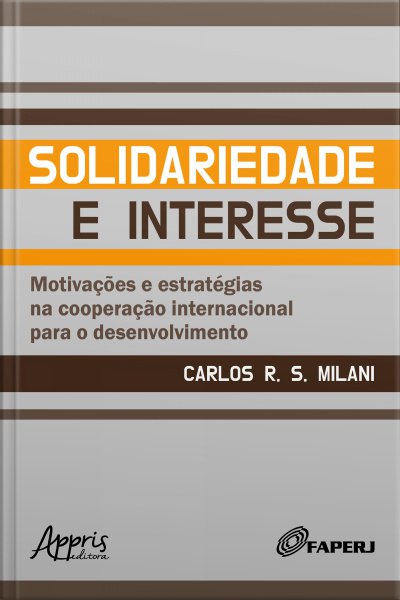 SOLIDARIEDADE
E INTERESSE
Motivações e estratégias
na cooperação internacional
para o desenvolvimento
CARLOS R. S. MILANI
Appris
editora
FAPERJ